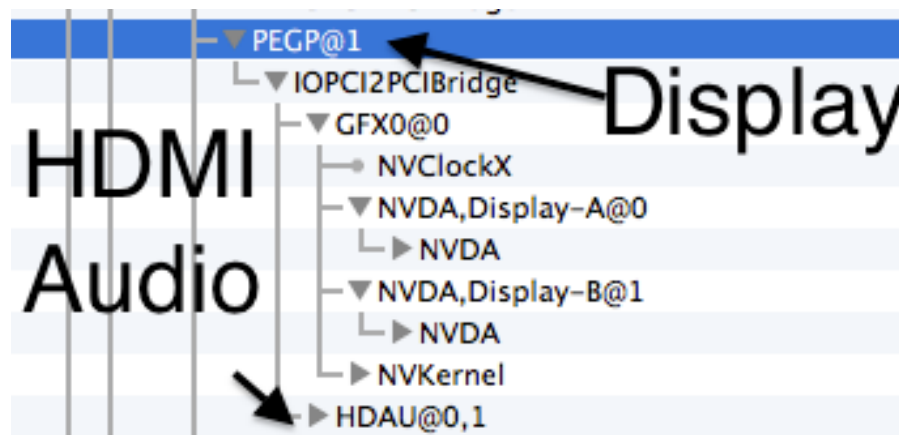 PEGP@1
IOPCI2PCIBridge
Display
GFX0@0
HDMI
NVClockX
NVDA,Display-A@0
NVDA
Audio
NVDA,Display-B@1
NVDA
NVKernel
HDAU@0,1